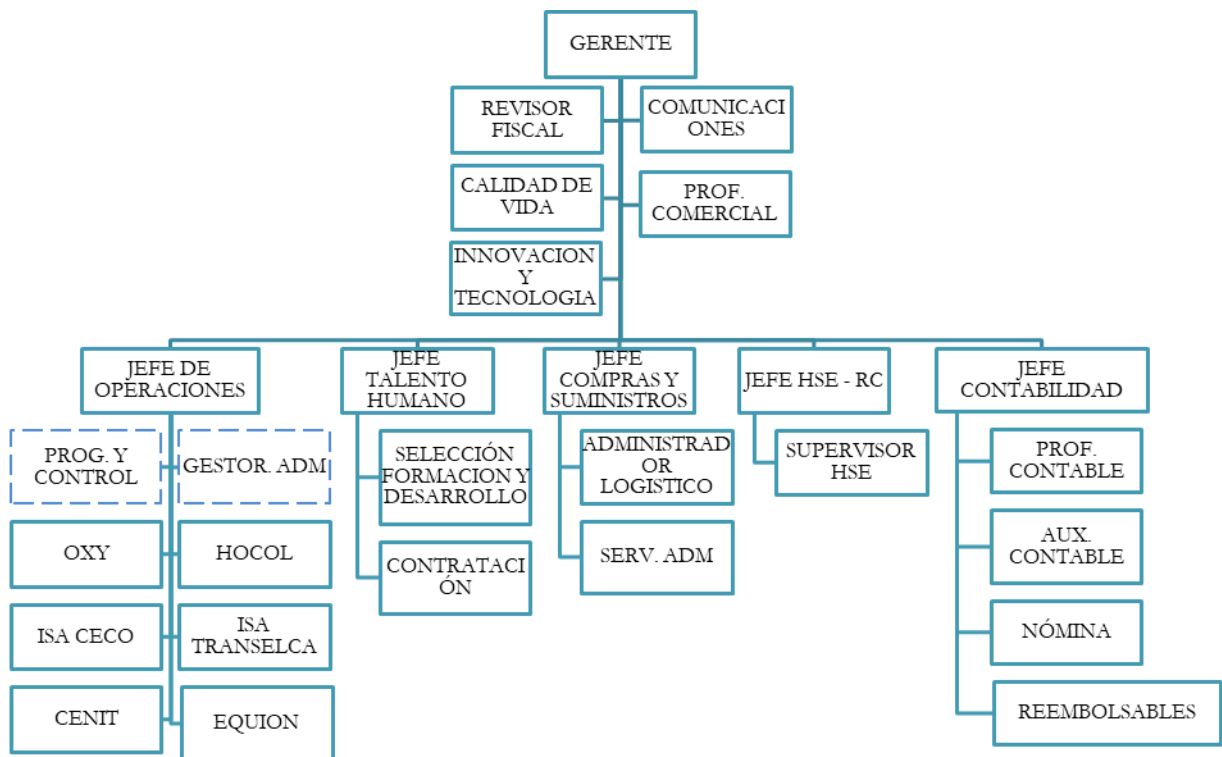 GERENTE
REVISOR
FISCAL
COMUNICACI
ONES
CALIDAD DE
VIDA
PROF.
COMERCIAL
INNOVACION
Y
TECNOLOGIA
JEFE DE
OPERACIONES
JEFE
TALENTO
HUMANO
JEFE
COMPRAS Y
SUMINISTROS
JEFE HSE - RC
JEFE
CONTABILIDAD
PROG. Y
CONTROL
GESTOR. ADM
OXY
HOCOL
ISA CECO
ISA
TRANSELCA
CENIT
EQUION
SELECCIÓN
FORMACION Y
DESARROLLO
CONTRATACI
ÓN
ADMINISTRAD
OR
LOGISTICO
SERV. ADM
SUPERVISOR
HSE
PROF.
CONTABLE
AUX.
CONTABLE
NÓMINA
REEMBOLSABLES